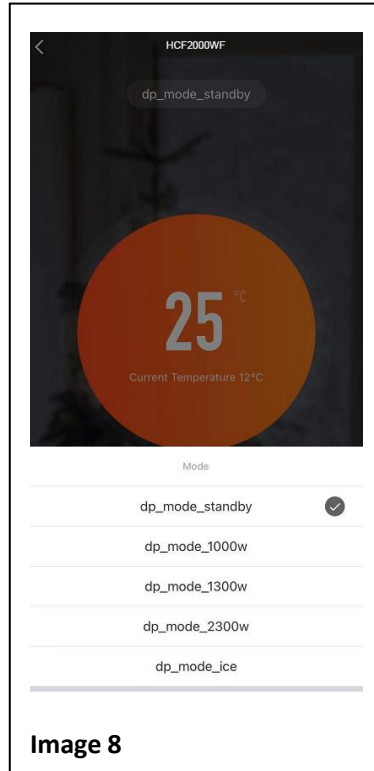 HCF2000WF
dp_mode_standby
25 °C
Current Temperature 12°C
Mode
dp_mode_standby
dp_mode_1000w
dp_mode_1300w
dp_mode_2300w
dp_mode_ice
Image 8